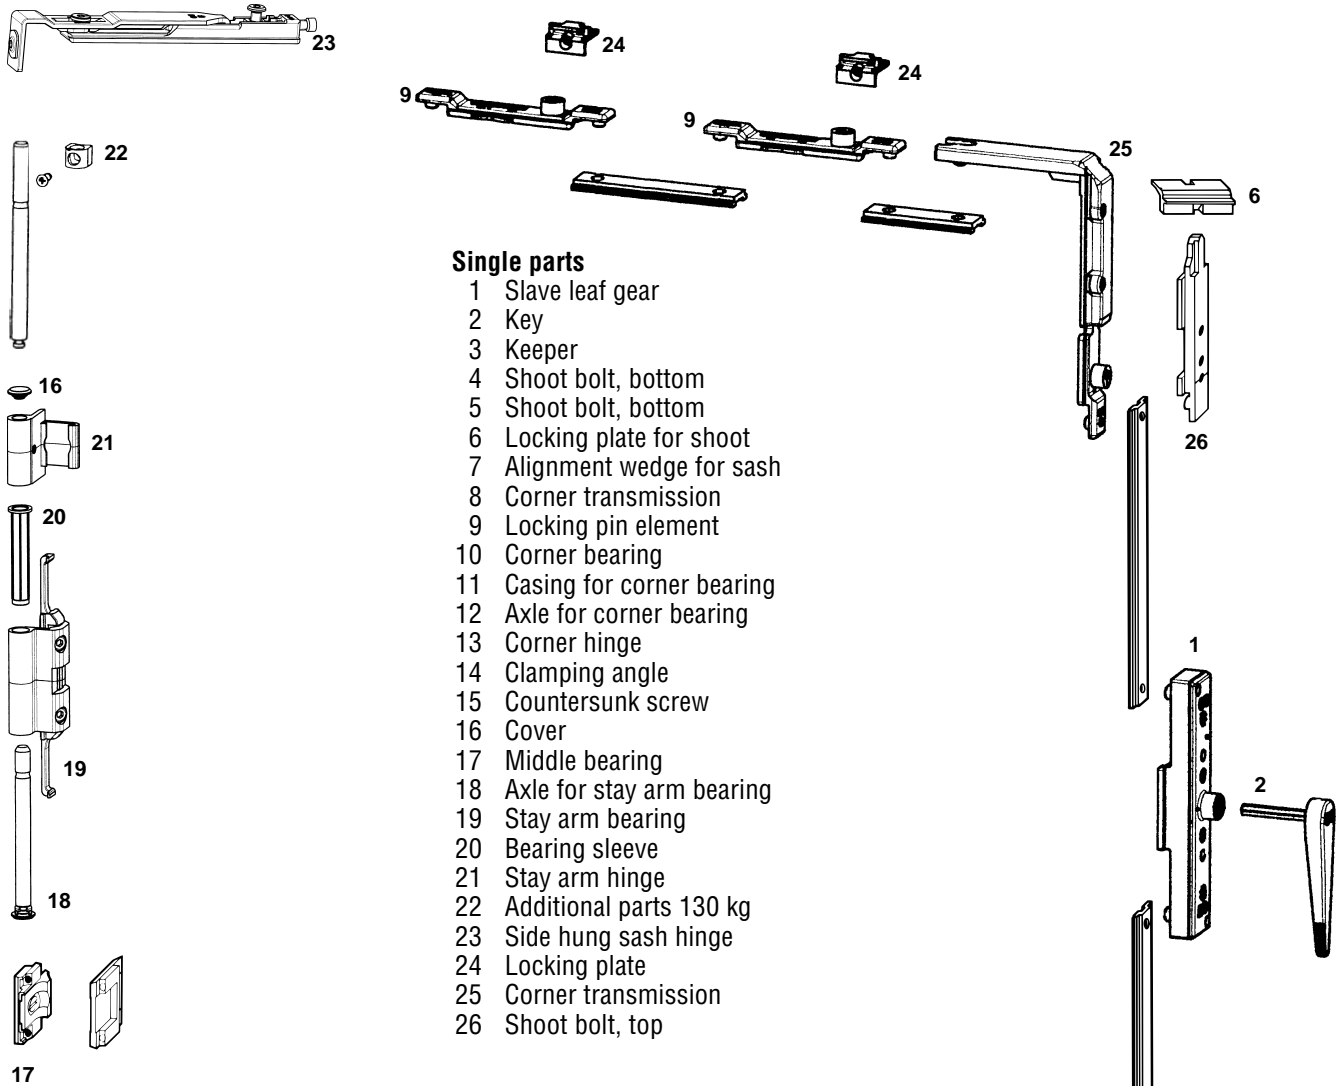 23
24
24
9
9
25
22
6
Single parts
1 Slave leaf gear
2 Key
3 Keeper
4 Shoot bolt, bottom
5 Shoot bolt, bottom
6 Locking plate for shoot
7 Alignment wedge for sash
8 Corner transmission
9 Locking pin element
10 Corner bearing
11 Casing for corner bearing
12 Axle for corner bearing
13 Corner hinge
14 Clamping angle
15 Countersunk screw
16 Cover
17 Middle bearing
18 Axle for stay arm bearing
19 Stay arm bearing
20 Bearing sleeve
21 Stay arm hinge
22 Additional parts 130 kg
23 Side hung sash hinge
24 Locking plate
25 Corner transmission
26 Shoot bolt, top
16
21
26
20
1
19
2
18
17